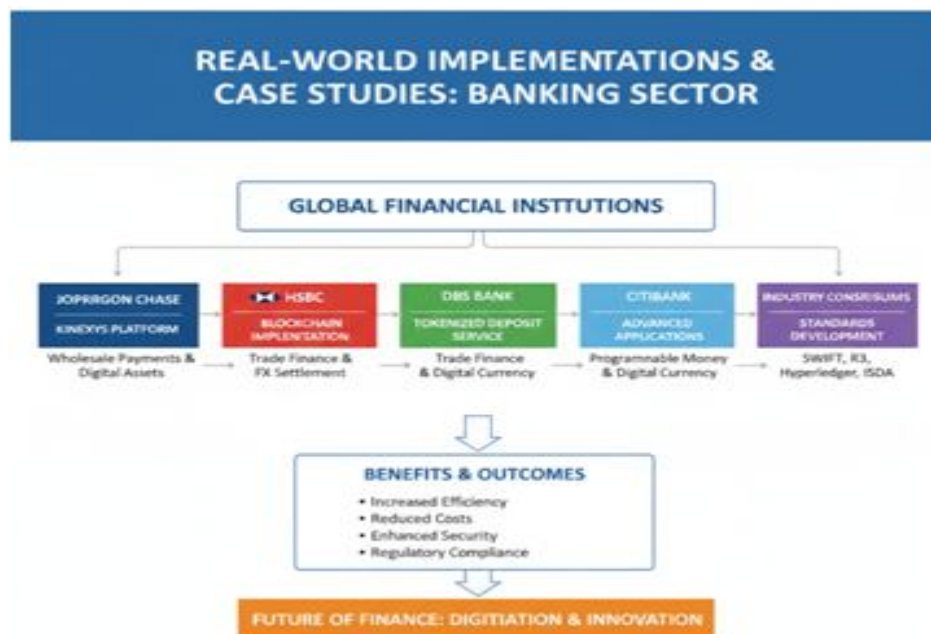 REAL-WORLD IMPLEMENTATIONS &
CASE STUDIES: BANKING SECTOR
GLOBAL FINANCIAL INSTTUTIONS
JOPRRGON CHASE
KINEXYS PLATFORM
Wholesale Payments &
Digital Assets
HSBC
BLOCKCHAIN
IMPLENTATION
Trade Finance &
FX Settlement
DBS BANK
TOKENIZED DEPOSIT
SERVICE
Trade Finance
& Digital Currency
CITIBANK
ADVANCED
APPLICATIONS
Programmable Money
& Digital Currency
INDUSTRY CONSRISUMS
STANDARDS
DEVELOPMENT
SWIFT, R3,
Hyperledger, ISDA
BENEFITS & OUTCOMES
• Increased Efficiency
• Reduced Costs
• Enhanced Security
• Regulatory Compliance
FUTURE OF FINANCE: DIGITIATION & INNOVATION